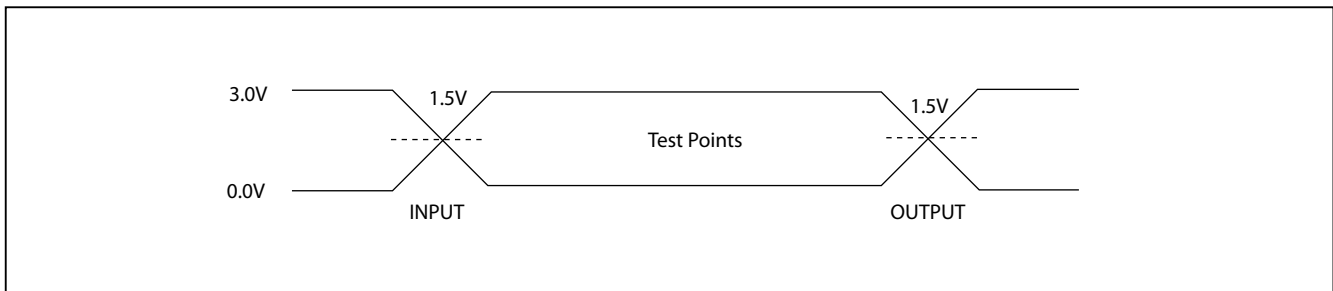 3.0V
1.5V
1.5V
Test Points
0.0V
INPUT
OUTPUT